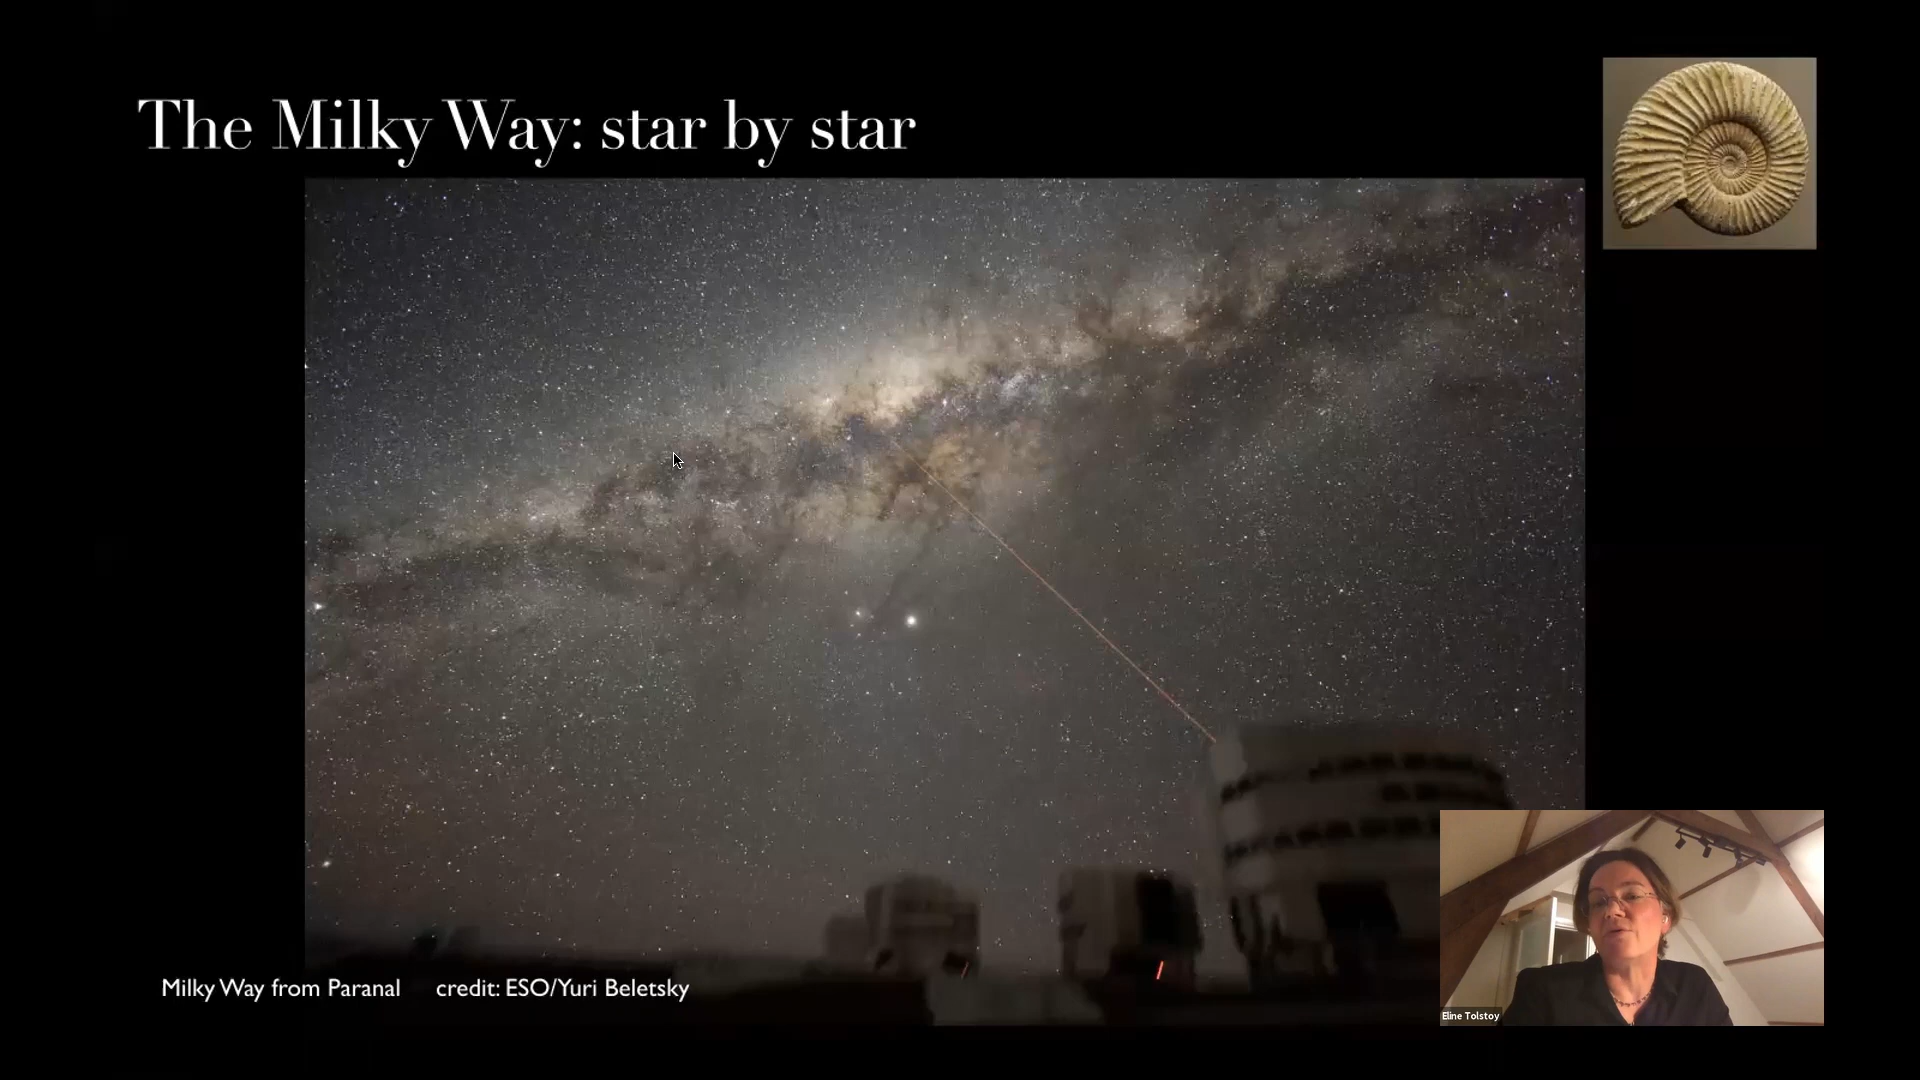 The Milky Way: star by star
Milky Way from Paranal credit: ESO/Yuri Beletsky
Eline Tolstoy